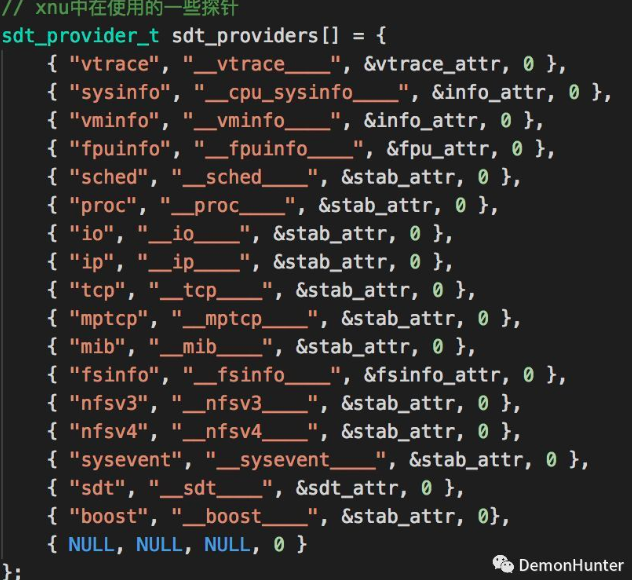 // xnu中在使用的一些探针
sdt_provider_t sdt_providers[] = {
    { "vtrace", "__vtrace____", &vtrace_attr, 0 },
    { "sysinfo", "__cpu_sysinfo____", &info_attr, 0 },
    { "vminfo", "__vminfo____", &info_attr, 0 },
    { "fpuinfo", "__fpuinfo____", &fpu_attr, 0 },
    { "sched", "__sched____", &stab_attr, 0 },
    { "proc", "__proc____", &stab_attr, 0 },
    { "io", "__io____", &stab_attr, 0 },
    { "ip", "__ip____", &stab_attr, 0 },
    { "tcp", "__tcp____", &stab_attr, 0 },
    { "mptcp", "__mptcp____", &stab_attr, 0 },
    { "mib", "__mib____", &stab_attr, 0 },
    { "fsinfo", "__fsinfo____", &fsinfo_attr, 0 },
    { "nfsv3", "__nfsv3____", &stab_attr, 0 },
    { "nfsv4", "__nfsv4____", &stab_attr, 0 },
    { "sysevent", "__sysevent____", &stab_attr, 0 },
    { "sdt", "__sdt____", &sdt_attr, 0 },
    { "boost", "__boost____", &stab_attr, 0},
    { NULL, NULL, NULL, 0 }
};
DemonHunter